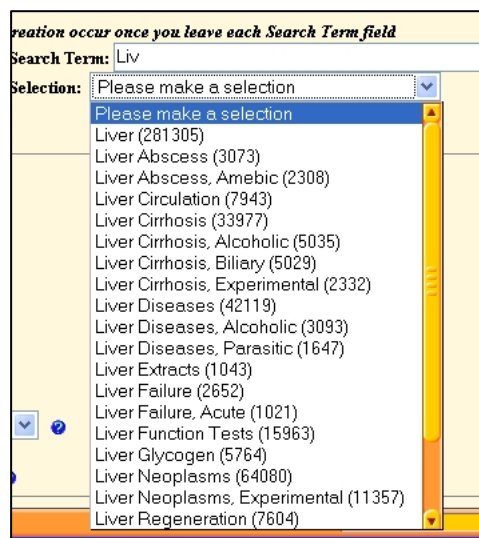 reation occur once you leave each Search Term field
Search Term: Liv
Selection: Please make a selection
Please make a selection
Liver (281305)
Liver Abscess (3073)
Liver Abscess, Amebic (2308)
Liver Circulation (7943)
Liver Cirrhosis (33977)
Liver Cirrhosis, Alcoholic (5035)
Liver Cirrhosis, Biliary (5029)
Liver Cirrhosis, Experimental (2332)
Liver Diseases (42119)
Liver Diseases, Alcoholic (3093)
Liver Diseases, Parasitic (1647)
Liver Extracts (1043)
Liver Failure (2652)
Liver Failure, Acute (1021)
Liver Function Tests (15963)
Liver Glycogen (5764)
Liver Neoplasms (64080)
Liver Neoplasms, Experimental (11357)
Liver Regeneration (7604)